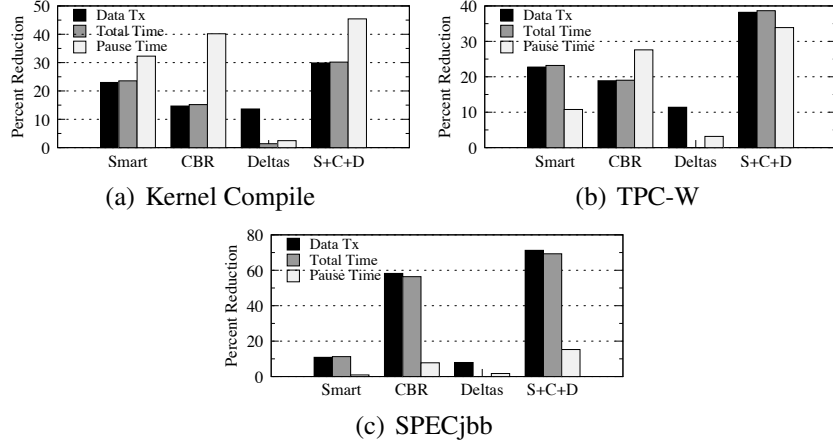 Percent Reduction
50
40
30
20
10
0
Data Tx
Total Time
Pause Time
Smart CBR Deltas S+C+D
(a) Kernel Compile
Percent Reduction
40
30
20
10
0
Data Tx
Total Time
Pause Time
Smart CBR Deltas S+C+D
(b) TPC-W
Percent Reduction
80
60
40
20
0
Data Tx
Total Time
Pause Time
Smart CBR Deltas S+C+D
(c) SPECjbb